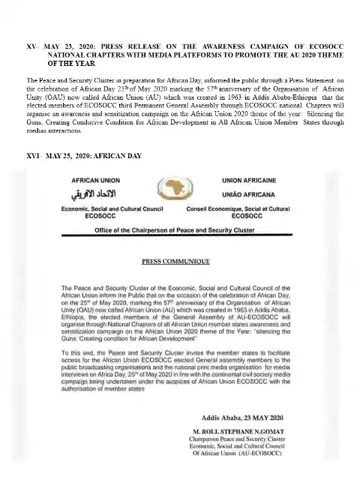 XV- MAY 23, 2020: PRESS RELEASE ON THE AWARENESS CAMPAIGN OF ECOSOCC
NATIONAL CHAPTERS WITH MEDIA PLATEFORMS TO PROMOTE THE AU 2020 THEME
OF THE YEAR
The Peace and Security Cluster in preparation for African Day, informed the public through a Press Statement on
the celebration of African Day 25th of May 2020 marking the 57th anniversary of the Organisation of African
Unity (OAU) now called African Union (AU) which was created in 1963 in Addis Ababa-Ethiopia that the
elected members of ECOSOCC third Permanent General Assembly through ECOSOCC national Chapters will
organise an awareness and sensitization campaign on the African Union 2020 theme of the year: Silencing the
Guns. Creating Conducive Condition for African Development in All African Union Member States through
medias interactions
XVI- MAY 25, 2020: AFRICAN DAY
AFRICAN UNION
UNION AFRICAINE
الاتحاد الأفريقي
UNIÃO AFRICANA
Economic, Social and Cultural Council
ECOSOCC
Conseil Economique, Social et Culturel
ECOSOCC
Office of the Chairperson of Peace and Security Cluster
PRESS COMMUNIQUE
The Peace and Security Cluster of the Economic, Social and Cultural Council of the
African Union inform the Public that on the occasion of the celebration of African Day,
on the 25th of May 2020, marking the 57th anniversary of the Organization of African
Unity (OAU) now called African Union (AU) which was created in 1963 in Addis Ababa,
Ethiopia, the elected members of the General Assembly of AU-ECOSOCC will
organise through National Chapters of all African Union member states awareness and
sensitization campaign on the African Union 2020 theme of the Year: "silencing the
Guns: Creating condition for African Development"
To this end, the Peace and Security Cluster invites the member states to facilitate
access for the African Union ECOSOCC elected General assembly members to the
public broadcasting organisations and the national print media organisation for media
interviews on Africa Day, 25th of May 2020 in line with the continental civil society media
campaign being undertaken under the auspices of African Union ECOSOCC with the
authorisation of member states
Addis Ababa, 23 MAY 2020
M. ROLL STEPHANE N.GOMAT
Chairperson Peace and Security Cluster
Economic, Social and Cultural Council
Of African Union (AU-ECOSOCC)